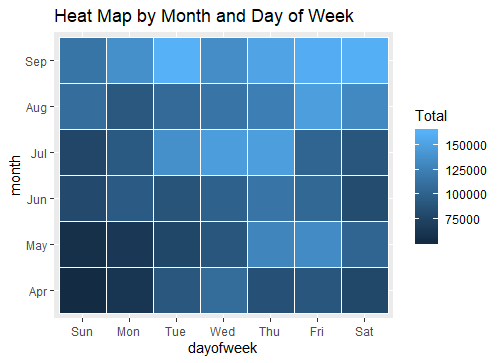 Heat Map by Month and Day of Week
Sep
Aug
Jul
Jun
May
Apr
month
Sun Mon Tue Wed Thu Fri Sat
dayofweek
Total
150000
125000
100000
75000